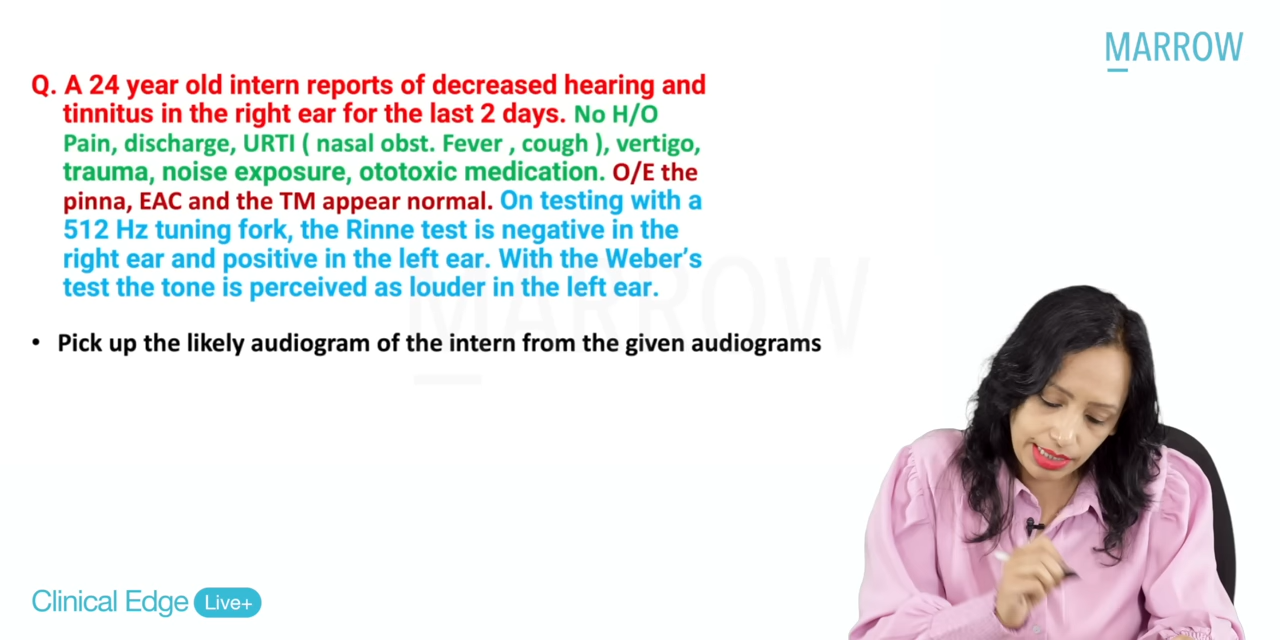 MARROW
Q. A 24 year old intern reports of decreased hearing and
tinnitus in the right ear for the last 2 days. No H/O
Pain, discharge, URTI ( nasal obst. Fever , cough ), vertigo,
trauma, noise exposure, ototoxic medication. O/E the
pinna, EAC and the TM appear normal. On testing with a
512 Hz tuning fork, the Rinne test is negative in the
right ear and positive in the left ear. With the Weber's
test the tone is perceived as louder in the left ear.
MARROW
• Pick up the likely audiogram of the intern from the given audiograms
Clinical Edge Live+